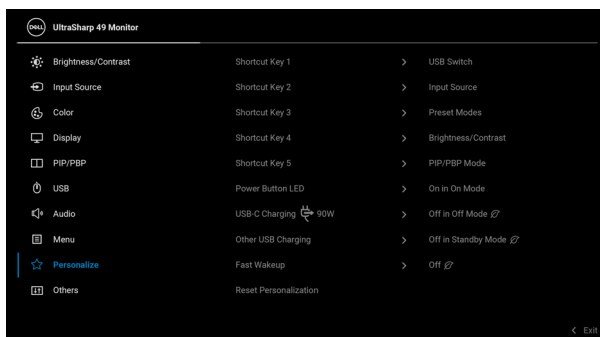 DELL UltraSharp 49 Monitor
Brightness/Contrast Shortcut Key 1 > USB Switch
Input Source Shortcut Key 2 > Input Source
Color Shortcut Key 3 > Preset Modes
Display Shortcut Key 4 > Brightness/Contrast
PIP/PBP Shortcut Key 5 > PIP/PBP Mode
USB Power Button LED > On in On Mode
Audio USB-C Charging 90W > Off in Off Mode
Menu Other USB Charging > Off in Standby Mode
Personalize Fast Wakeup > Off
Others Reset Personalization
< Exit